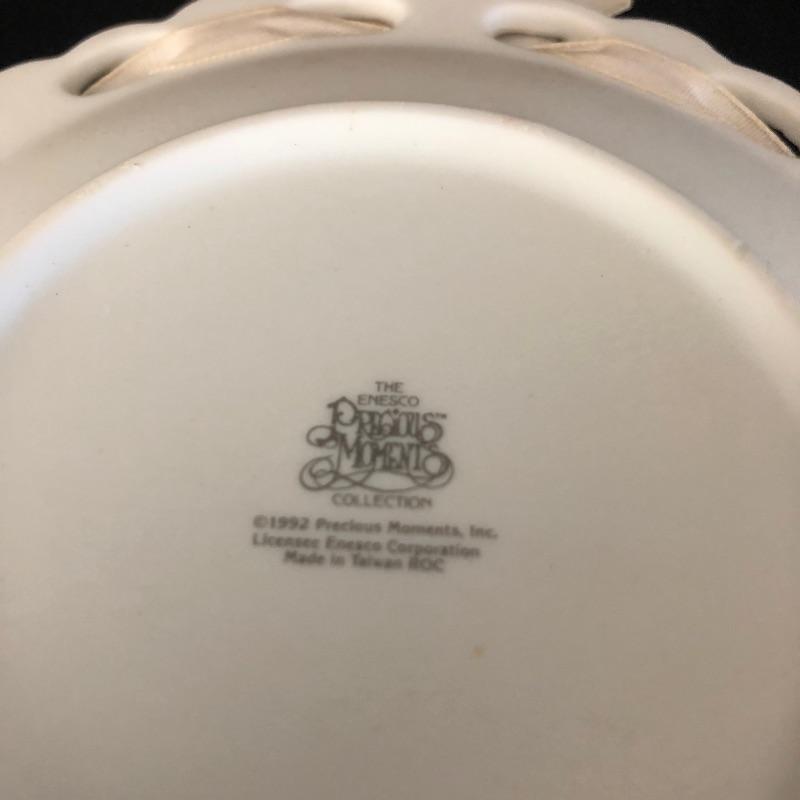 THE
ENESCO
PRECIOUS™
MOMENTS
COLLECTION
©1992 Precious Moments, Inc.
Licensee Enesco Corporation
Made in Taiwan ROC